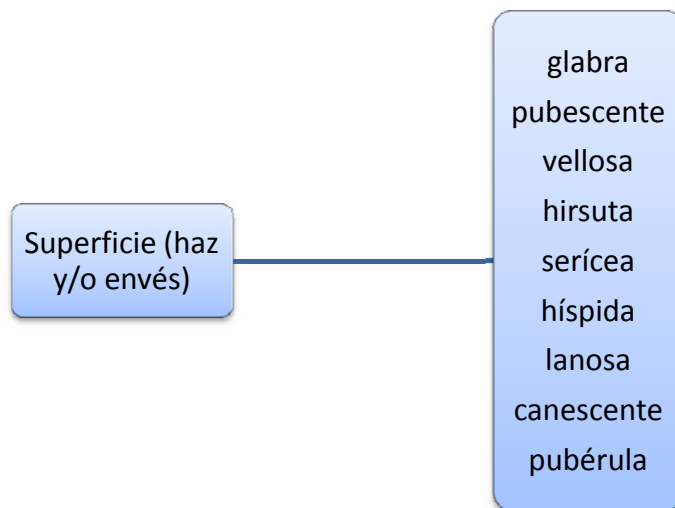 Superficie (haz
y/o envés)
glabra
pubescente
vellosa
hirsuta
serícea
híspida
lanosa
canescente
pubérula